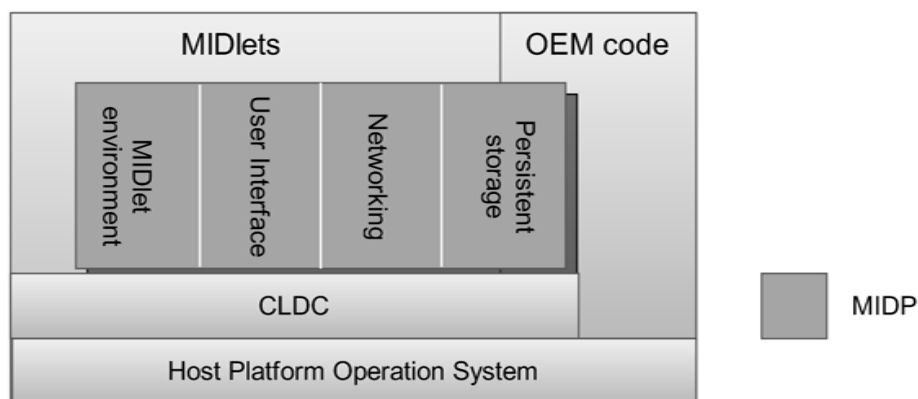 MIDlets
OEM code
MIDlet
environment
User Interface
Networking
Persistent
storage
CLDC
MIDP
Host Platform Operation System